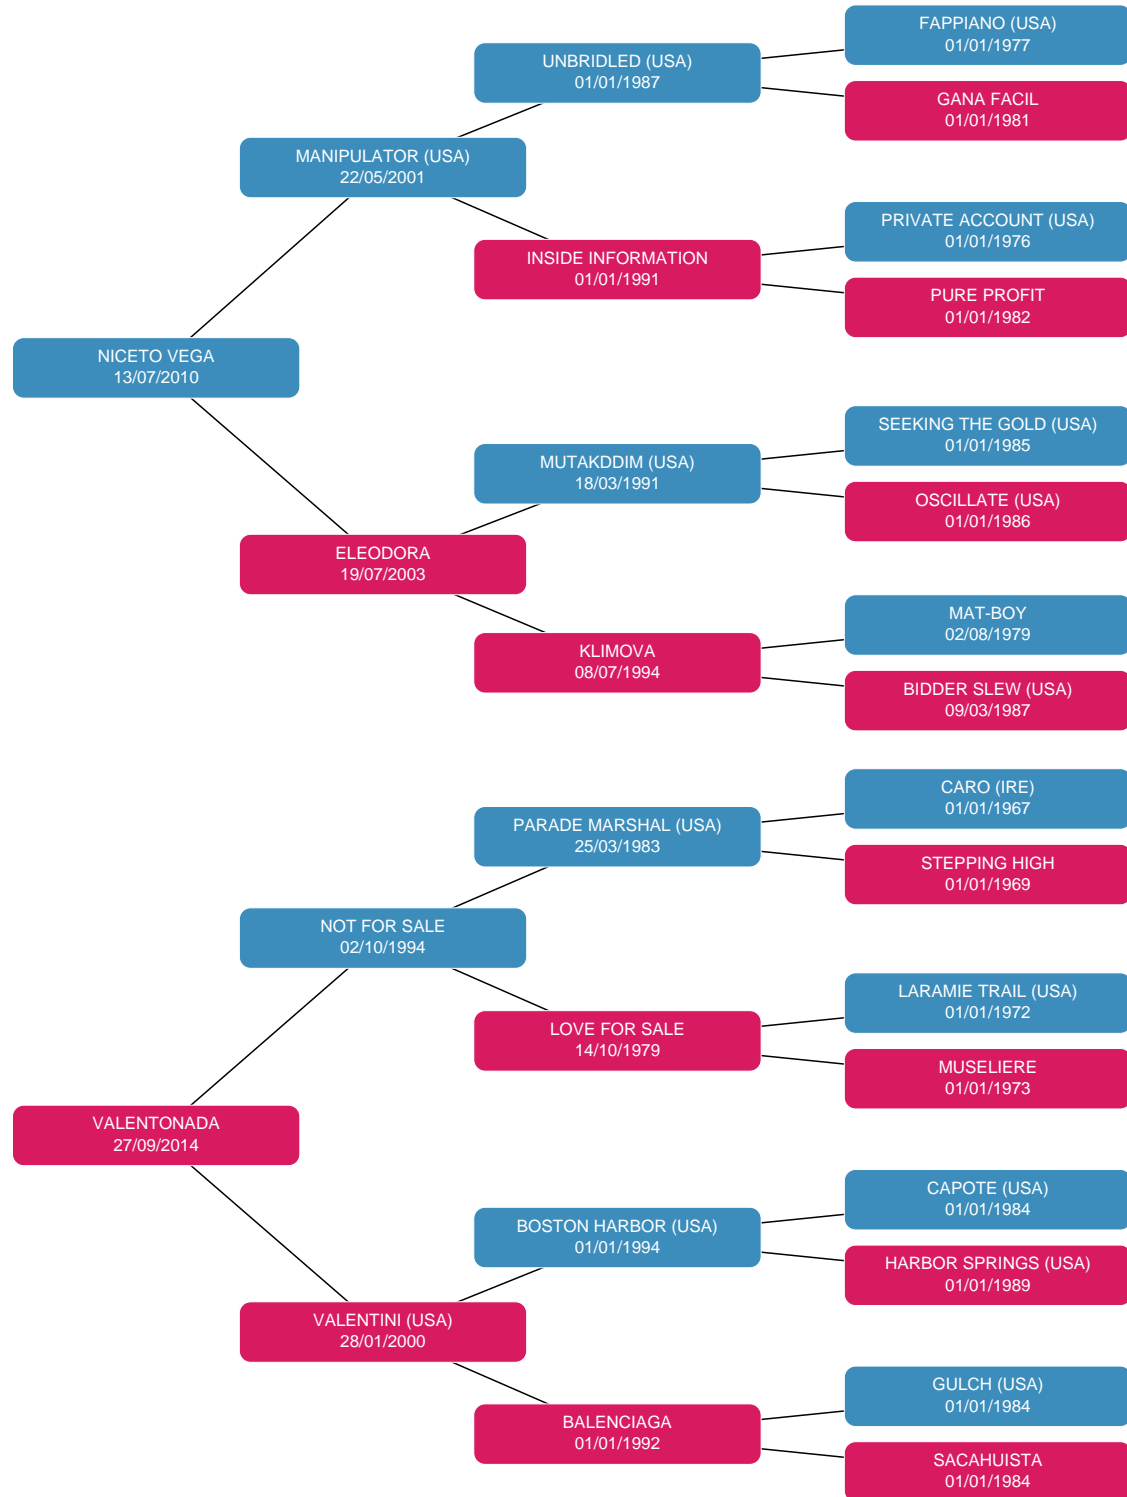 FAPPIANO (USA)
01/01/1977
UNBRIDLED (USA)
01/01/1987
GANA FACIL
01/01/1981
MANIPULATOR (USA)
22/05/2001
PRIVATE ACCOUNT (USA)
01/01/1976
INSIDE INFORMATION
01/01/1991
PURE PROFIT
01/01/1982
NICETO VEGA
13/07/2010
SEEKING THE GOLD (USA)
01/01/1985
MUTAKDDIM (USA)
18/03/1991
OSCILLATE (USA)
01/01/1986
ELEODORA
19/07/2003
MAT-BOY
02/08/1979
KLIMOVA
08/07/1994
BIDDER SLEW (USA)
09/03/1987
CARO (IRE)
01/01/1967
PARADE MARSHAL (USA)
25/03/1983
STEPPING HIGH
01/01/1969
NOT FOR SALE
02/10/1994
LARAMIE TRAIL (USA)
01/01/1972
LOVE FOR SALE
14/10/1979
MUSELIERE
01/01/1973
VALENTONADA
27/09/2014
CAPOTE (USA)
01/01/1984
BOSTON HARBOR (USA)
01/01/1994
HARBOR SPRINGS (USA)
01/01/1989
VALENTINI (USA)
28/01/2000
GULCH (USA)
01/01/1984
BALENCIAGA
01/01/1992
SACAHUISTA
01/01/1984